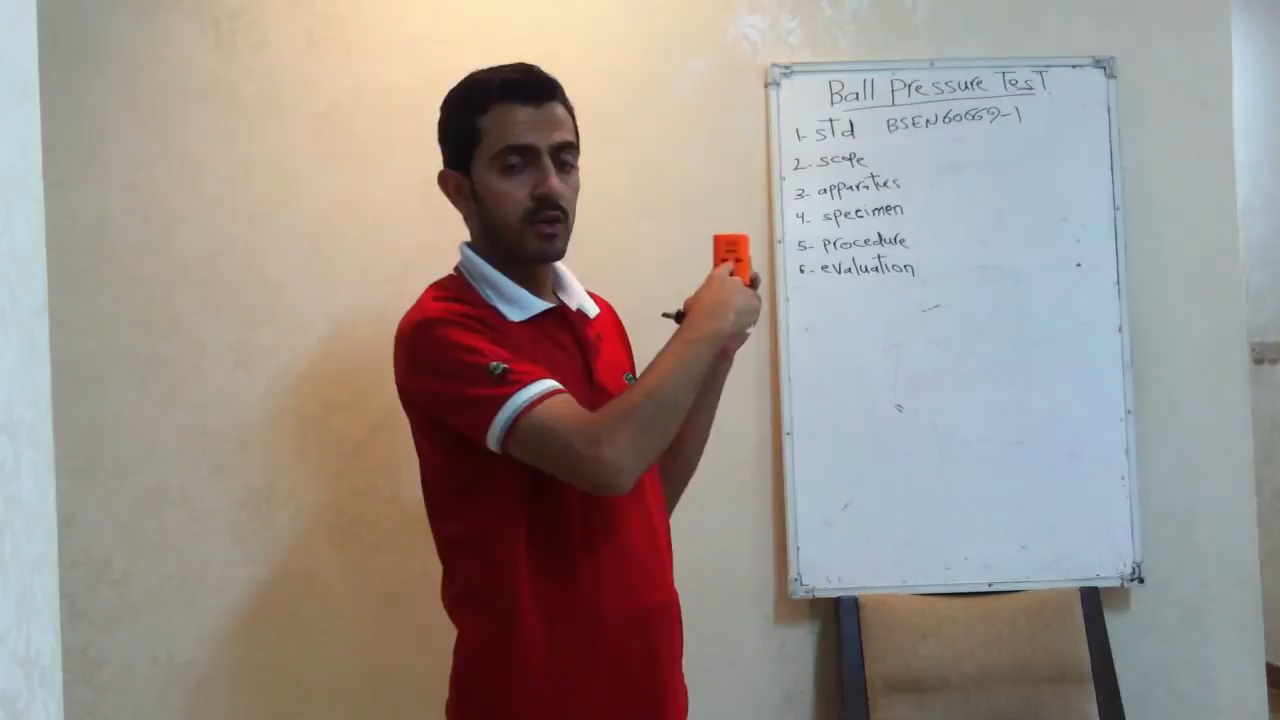 Ball Pressure Test
1- std BSEN60669-1
2- scope
3- apparatus
4- specimen
5- procedure
6- evaluation